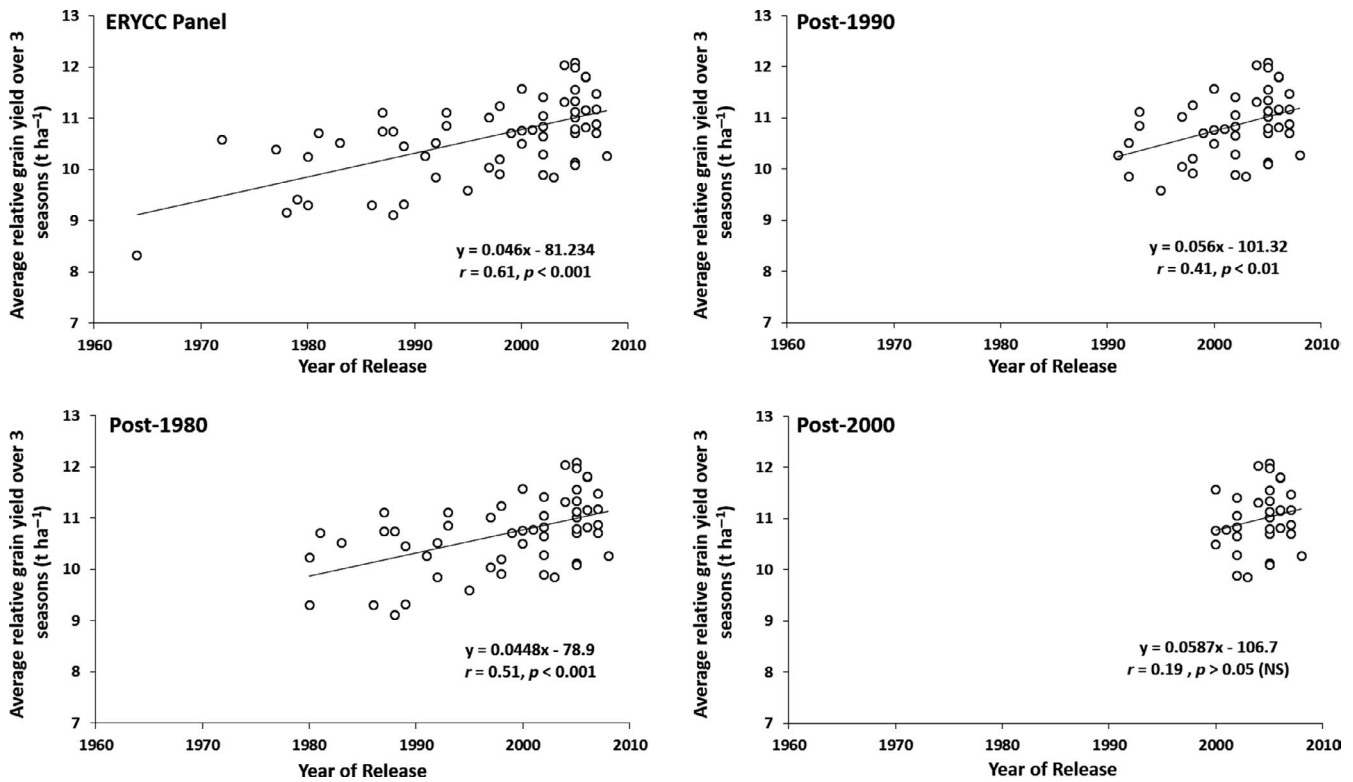 ERYCC Panel
Average relative grain yield over 3
seasons (t ha⁻¹)
13
12
11
10
9
8
7
1960
1970
1980
1990
2000
2010
Year of Release
y = 0.046x - 81.234
r = 0.61, p < 0.001
Post-1990
Average relative grain yield over 3
seasons (t ha⁻¹)
13
12
11
10
9
8
7
1960
1970
1980
1990
2000
2010
Year of Release
y = 0.056x - 101.32
r = 0.41, p < 0.01
Post-1980
Average relative grain yield over 3
seasons (t ha⁻¹)
13
12
11
10
9
8
7
1960
1970
1980
1990
2000
2010
Year of Release
y = 0.0448x - 78.9
r = 0.51, p < 0.001
Post-2000
Average relative grain yield over 3
seasons (t ha⁻¹)
13
12
11
10
9
8
7
1960
1970
1980
1990
2000
2010
Year of Release
y = 0.0587x - 106.7
r = 0.19 , p > 0.05 (NS)